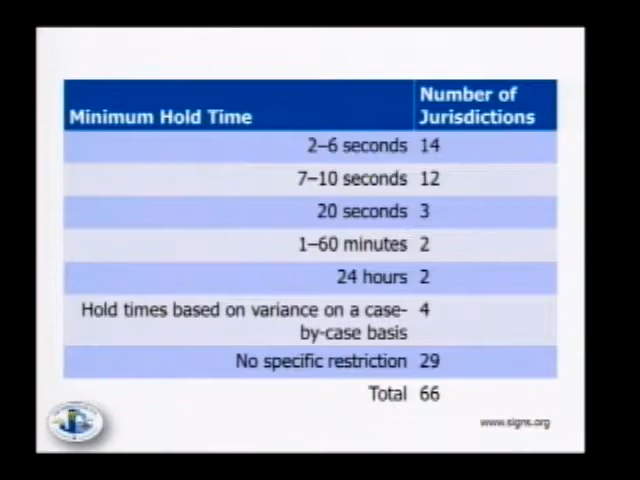 Minimum Hold Time
Number of
Jurisdictions
2–6 seconds 14
7–10 seconds 12
20 seconds 3
1–60 minutes 2
24 hours 2
Hold times based on variance on a case- 4
by-case basis
No specific restriction 29
Total 66
www.signs.org